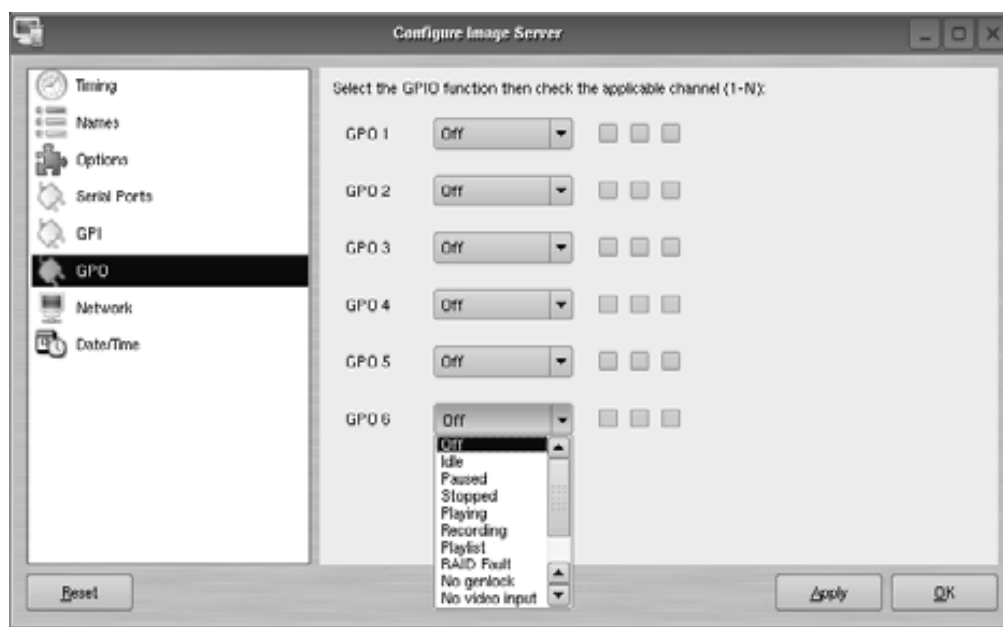 Configure Image Server
Timing
Names
Options
Serial Ports
GPI
GPO
Network
Date/Time
Select the GPIO function then check the applicable channel (1-N):
GPO 1 Off
GPO 2 Off
GPO 3 Off
GPO 4 Off
GPO 5 Off
GPO 6 Off
Off
Idle
Paused
Stopped
Playing
Recording
Playlist
RAID Fault
No genlock
No video input
Reset Apply OK